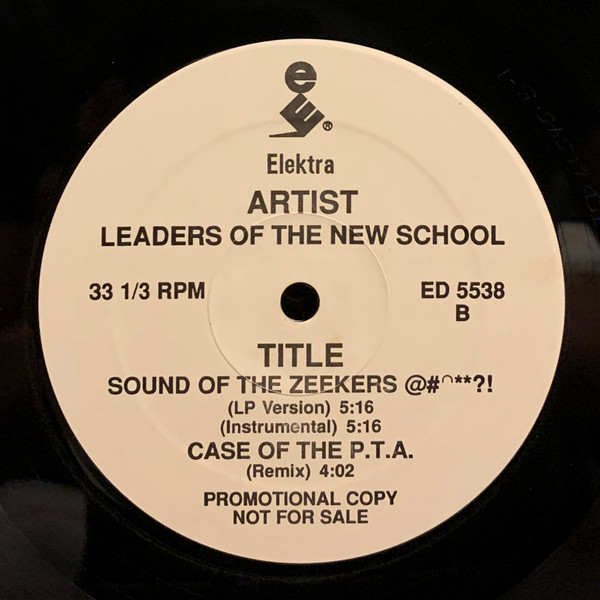 e
®
Elektra
ARTIST
LEADERS OF THE NEW SCHOOL
33 1/3 RPM ED 5538
B
TITLE
SOUND OF THE ZEEKERS @#⌒**?!
(LP Version) 5:16
(Instrumental) 5:16
CASE OF THE P.T.A.
(Remix) 4:02
PROMOTIONAL COPY
NOT FOR SALE